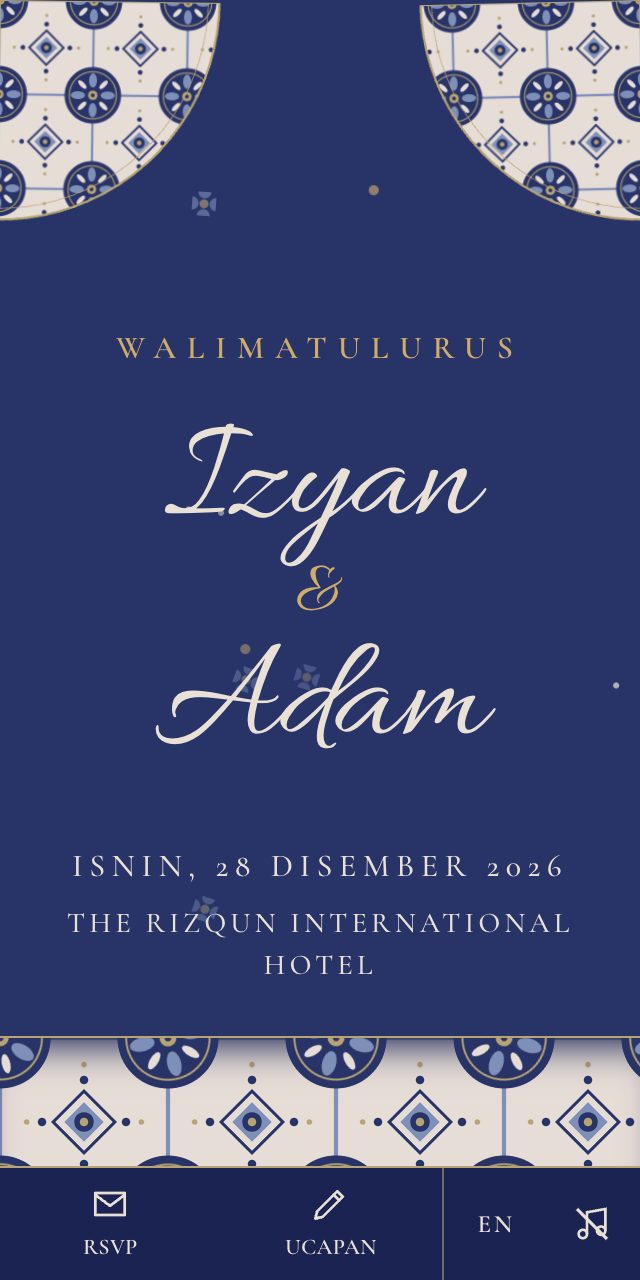 WALIMATULURUS
Izyan
&
Adam
ISNIN, 28 DISEMBER 2026
THE RIZQUN INTERNATIONAL
HOTEL
RSVP
UCAPAN
EN